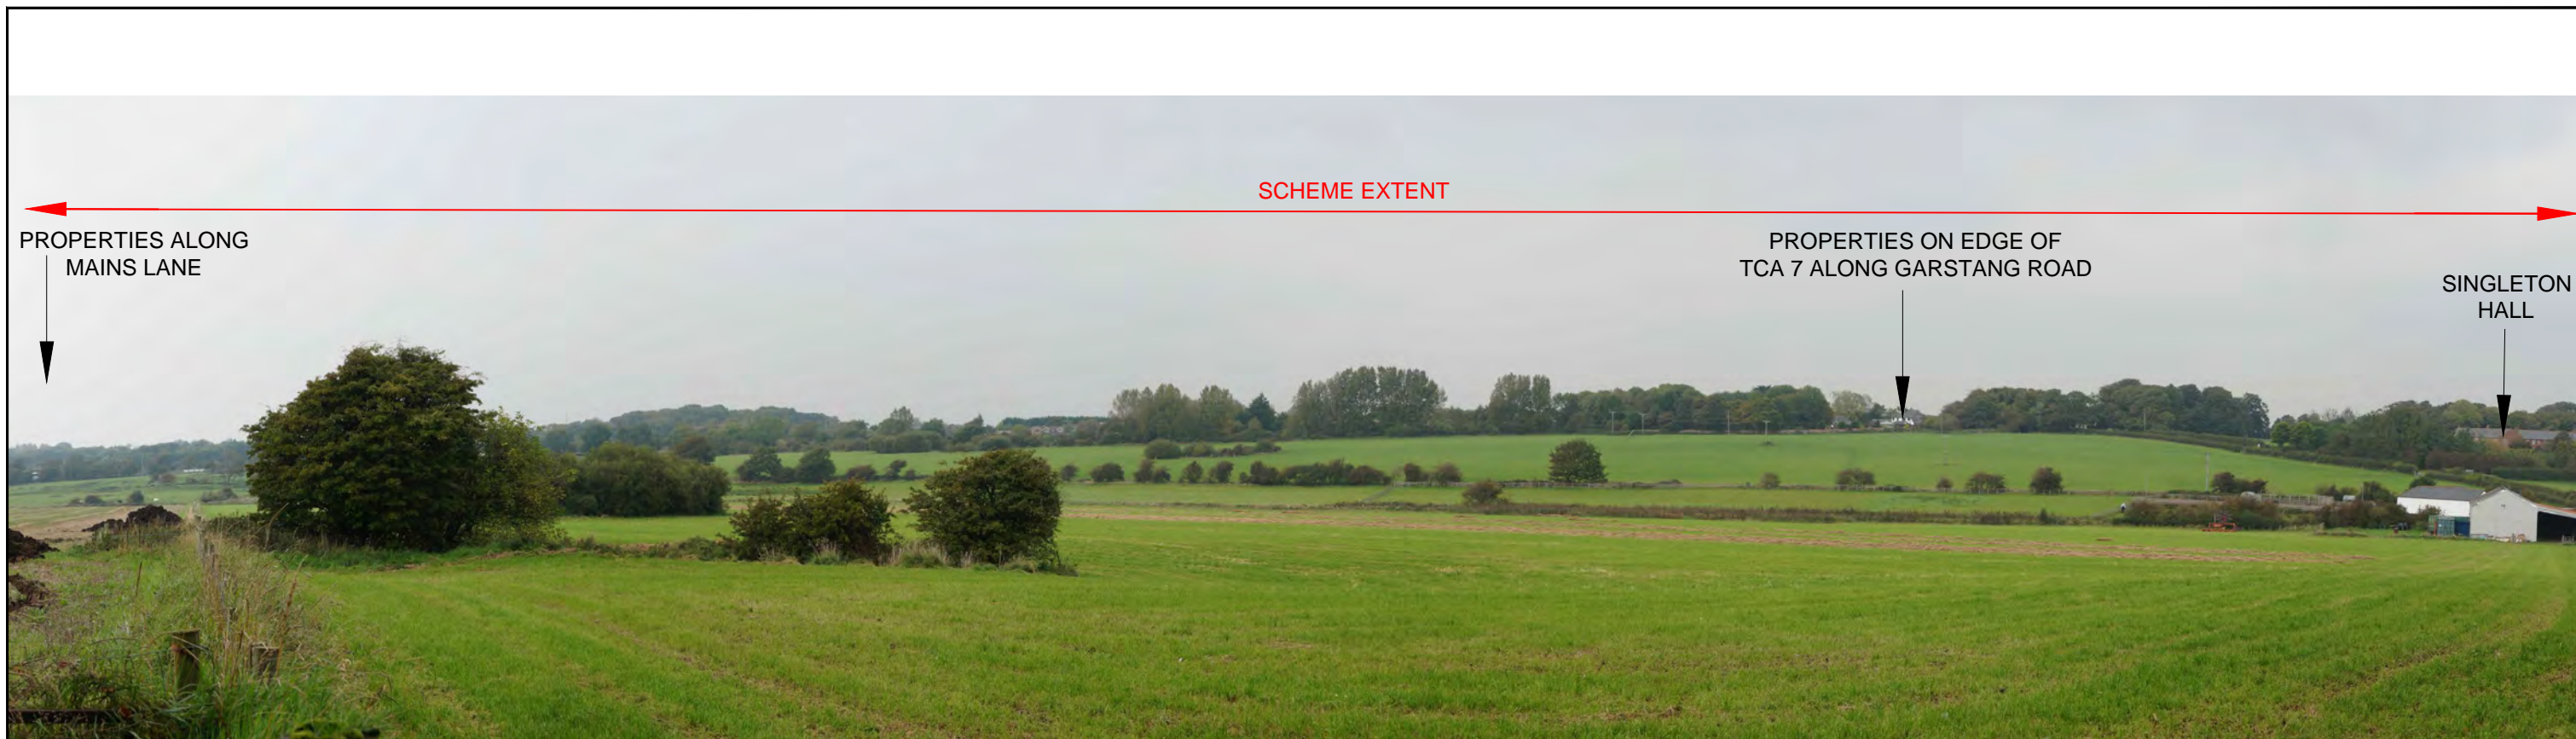 SCHEME EXTENT
PROPERTIES ALONG
MAINS LANE
PROPERTIES ON EDGE OF
TCA 7 ALONG GARSTANG ROAD
SINGLETON
HALL